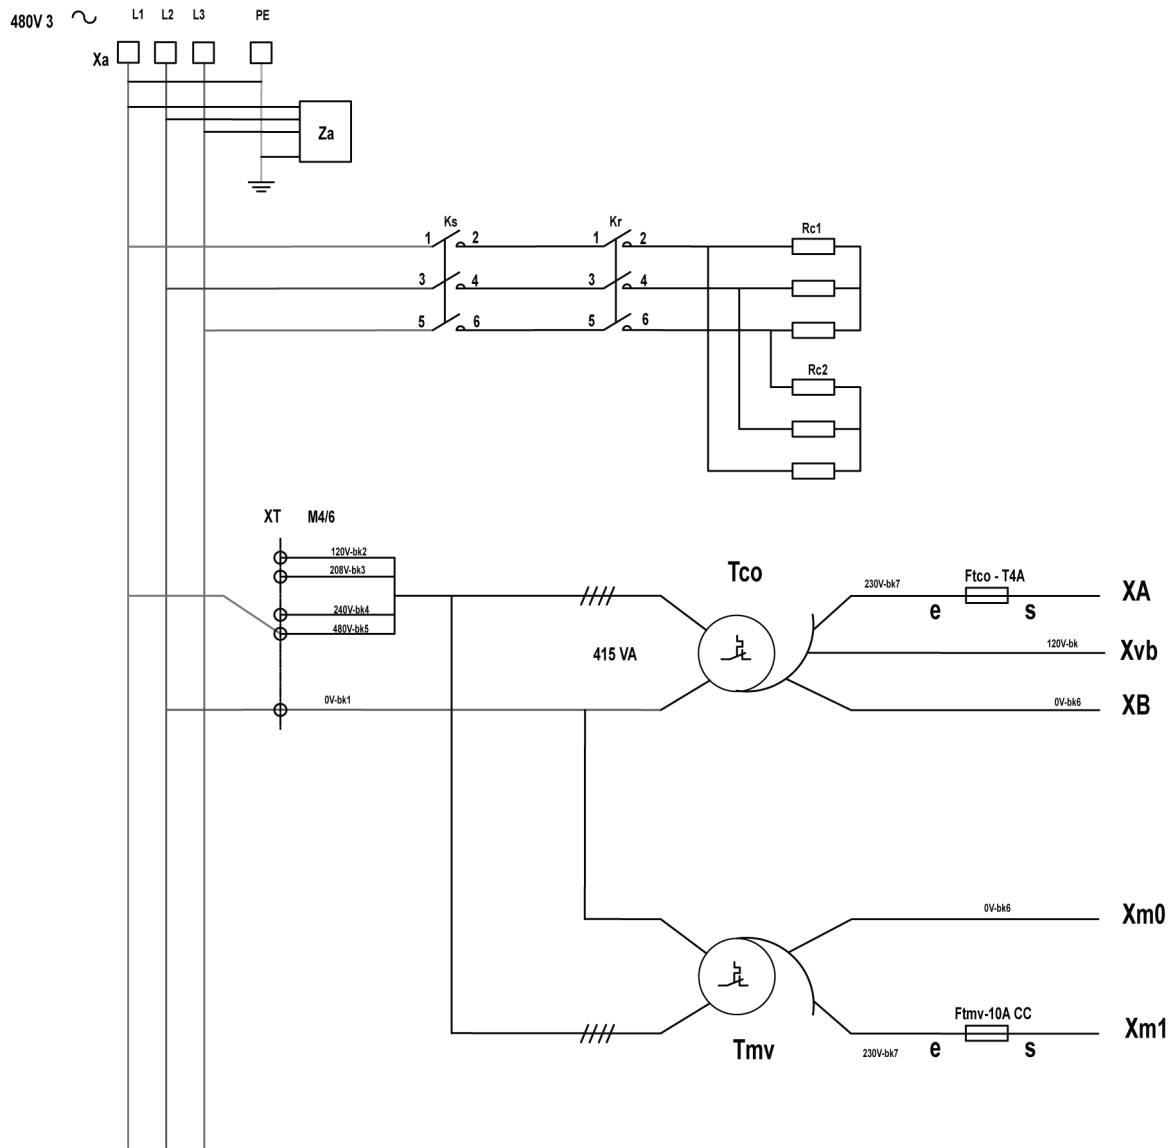 480V 3 L1 L2 L3 PE
Xa
Za
Ks Kr Rc1
1 2 1 2
3 4 3 4
5 6 5 6
Rc2
XT M4/6
120V-bk2
208V-bk3
240V-bk4
480V-bk5
0V-bk1
415 VA
Tco
230V-bk7 Ftco - T4A XA
e s
120V-bk Xvb
0V-bk6 XB
0V-bk6 Xm0
Ftmv-10A CC Xm1
Tmv 230V-bk7 e s